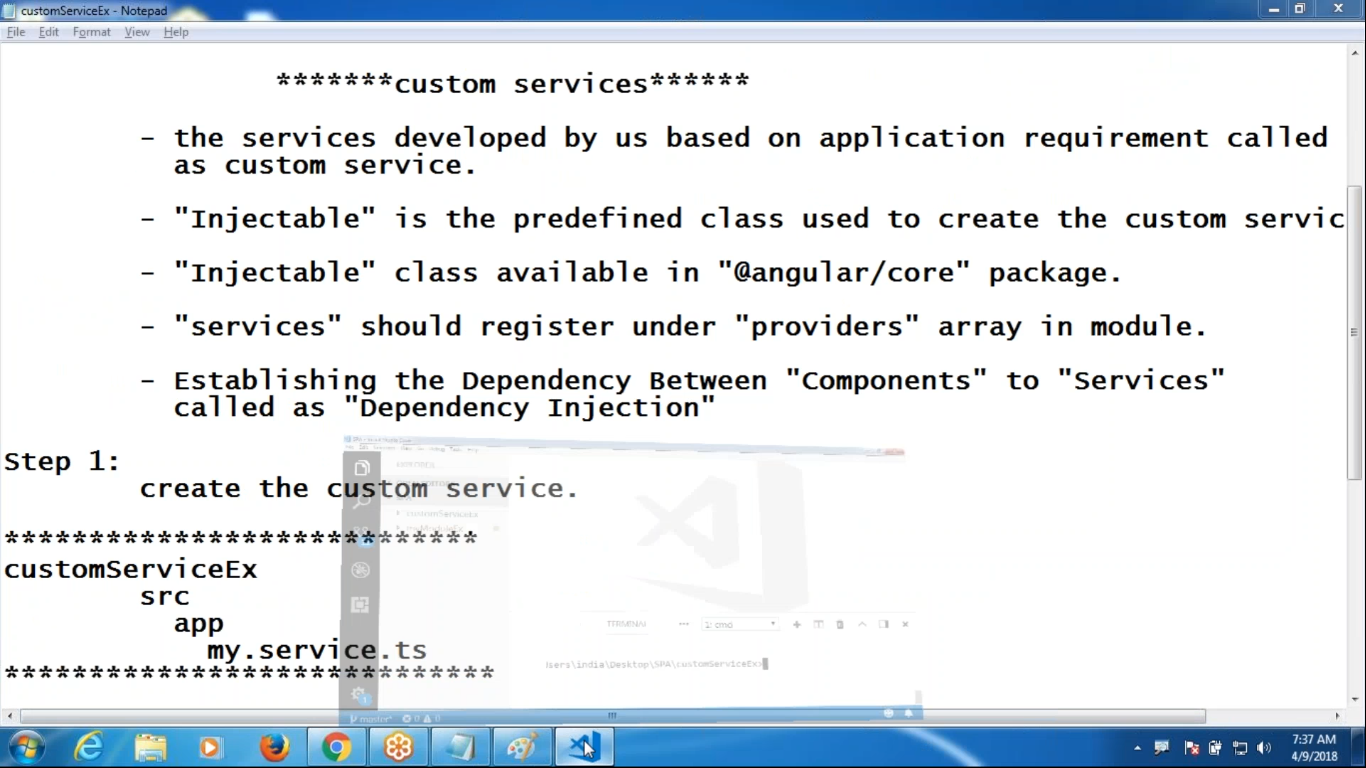 customServiceEx - Notepad
File Edit Format View Help
*******custom services******
- the services developed by us based on application requirement called
as custom service.
- "Injectable" is the predefined class used to create the custom servic
- "Injectable" class available in "@angular/core" package.
- "services" should register under "providers" array in module.
- Establishing the Dependency Between "Components" to "Services"
called as "Dependency Injection"
Step 1:
create the custom service.
****************************
customServiceEx
src
app
my.service.ts
*****************************
customServiceEx
TERMINAL ... 1: cmd
Users\india\Desktop\SPA\customServiceEx>
master* 0 0
7:37 AM
4/9/2018